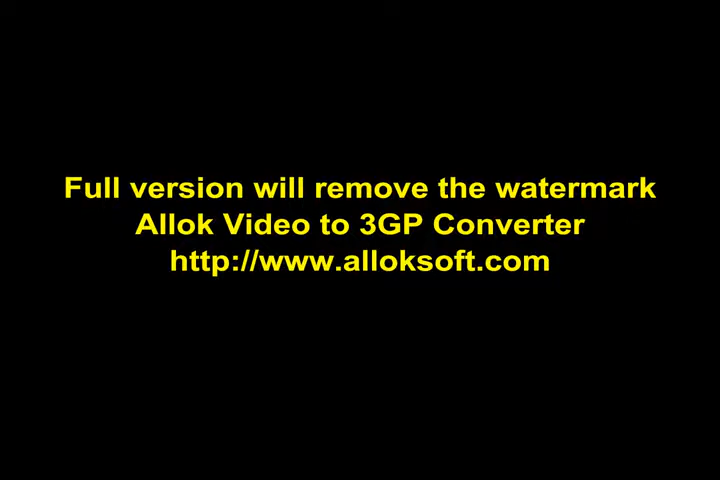 Full version will remove the watermark
Allok Video to 3GP Converter
http://www.alloksoft.com